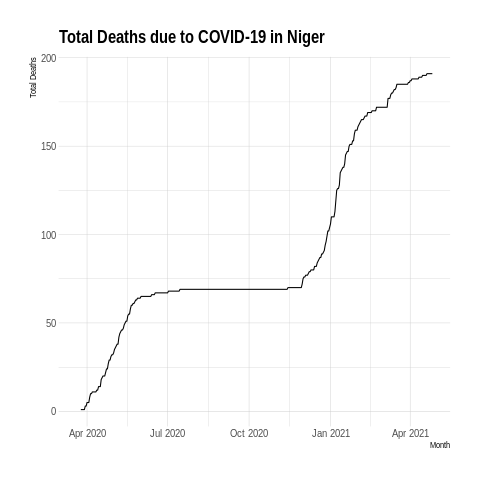 Total Deaths due to COVID-19 in Niger
Total Deaths
200
150
100
50
0
Apr 2020 Jul 2020 Oct 2020 Jan 2021 Apr 2021
Month